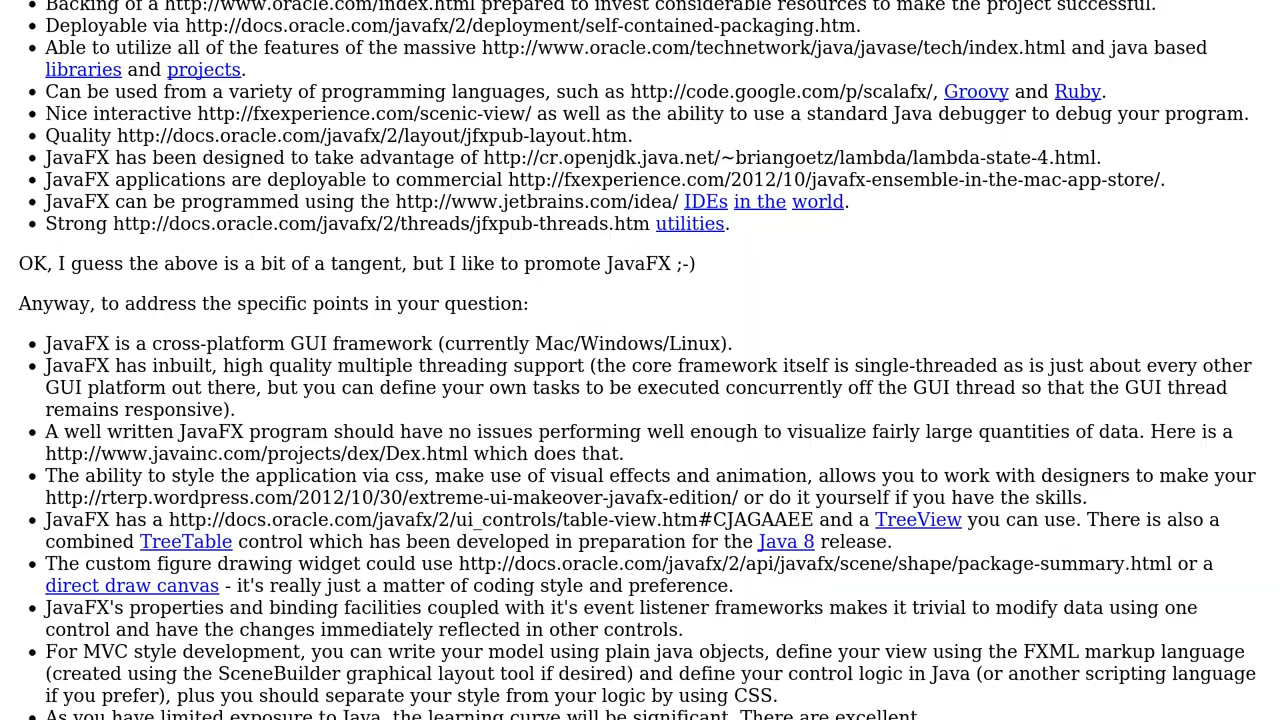 • Backing of a http://www.oracle.com/index.html prepared to invest considerable resources to make the project successful.
• Deployable via http://docs.oracle.com/javafx/2/deployment/self-contained-packaging.htm.
• Able to utilize all of the features of the massive http://www.oracle.com/technetwork/java/javase/tech/index.html and java based
libraries and projects.
• Can be used from a variety of programming languages, such as http://code.google.com/p/scalafx/, Groovy and Ruby.
• Nice interactive http://fxexperience.com/scenic-view/ as well as the ability to use a standard Java debugger to debug your program.
• Quality http://docs.oracle.com/javafx/2/layout/jfxpub-layout.htm.
• JavaFX has been designed to take advantage of http://cr.openjdk.java.net/~briangoetz/lambda/lambda-state-4.html.
• JavaFX applications are deployable to commercial http://fxexperience.com/2012/10/javafx-ensemble-in-the-mac-app-store/.
• JavaFX can be programmed using the http://www.jetbrains.com/idea/ IDEs in the world.
• Strong http://docs.oracle.com/javafx/2/threads/jfxpub-threads.htm utilities.
OK, I guess the above is a bit of a tangent, but I like to promote JavaFX ;-)
Anyway, to address the specific points in your question:
• JavaFX is a cross-platform GUI framework (currently Mac/Windows/Linux).
• JavaFX has inbuilt, high quality multiple threading support (the core framework itself is single-threaded as is just about every other
GUI platform out there, but you can define your own tasks to be executed concurrently off the GUI thread so that the GUI thread
remains responsive).
• A well written JavaFX program should have no issues performing well enough to visualize fairly large quantities of data. Here is a
http://www.javainc.com/projects/dex/Dex.html which does that.
• The ability to style the application via css, make use of visual effects and animation, allows you to work with designers to make your
http://rterp.wordpress.com/2012/10/30/extreme-ui-makeover-javafx-edition/ or do it yourself if you have the skills.
• JavaFX has a http://docs.oracle.com/javafx/2/ui_controls/table-view.htm#CJAGAAEE and a TreeView you can use. There is also a
combined TreeTable control which has been developed in preparation for the Java 8 release.
• The custom figure drawing widget could use http://docs.oracle.com/javafx/2/api/javafx/scene/shape/package-summary.html or a
direct draw canvas - it's really just a matter of coding style and preference.
• JavaFX's properties and binding facilities coupled with it's event listener frameworks makes it trivial to modify data using one
control and have the changes immediately reflected in other controls.
• For MVC style development, you can write your model using plain java objects, define your view using the FXML markup language
(created using the SceneBuilder graphical layout tool if desired) and define your control logic in Java (or another scripting language
if you prefer), plus you should separate your style from your logic by using CSS.
• As you have limited exposure to Java, the learning curve will be significant. There are excellent